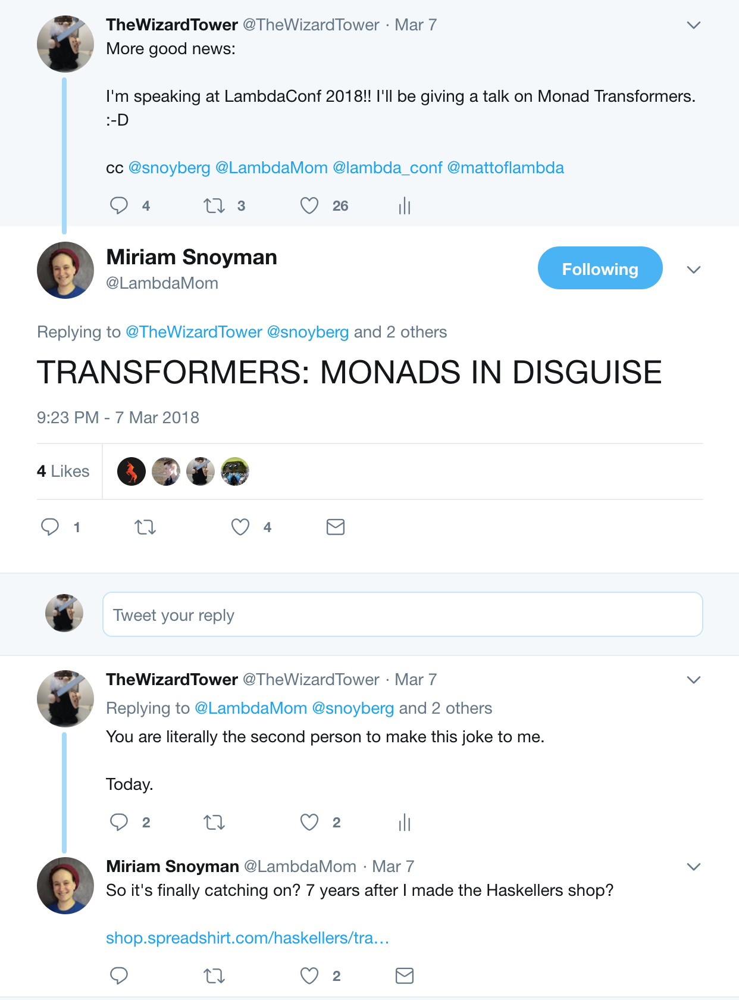 TheWizardTower @TheWizardTower · Mar 7
More good news:
I'm speaking at LambdaConf 2018!! I'll be giving a talk on Monad Transformers.
:-D
cc @snoyberg @LambdaMom @lambda_conf @mattoflambda
4 3 26
Miriam Snoyman
@LambdaMom
Following
Replying to @TheWizardTower @snoyberg and 2 others
TRANSFORMERS: MONADS IN DISGUISE
9:23 PM - 7 Mar 2018
4 Likes
1 4
Tweet your reply
TheWizardTower @TheWizardTower · Mar 7
Replying to @LambdaMom @snoyberg and 2 others
You are literally the second person to make this joke to me.
Today.
2 2
Miriam Snoyman @LambdaMom · Mar 7
So it's finally catching on? 7 years after I made the Haskellers shop?
shop.spreadshirt.com/haskellers/tra…
2